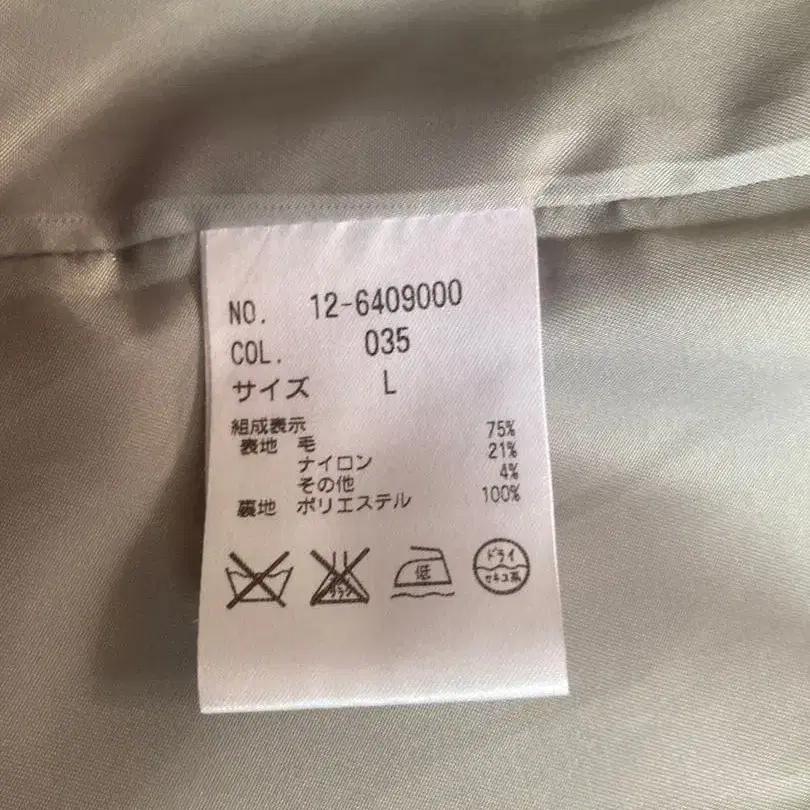 NO. 12-6409000
COL. 035
サイズ L
組成表示
表地 毛 75%
ナイロン 21%
その他 4%
裏地 ポリエステル 100%
低
ドライ
セキユ系